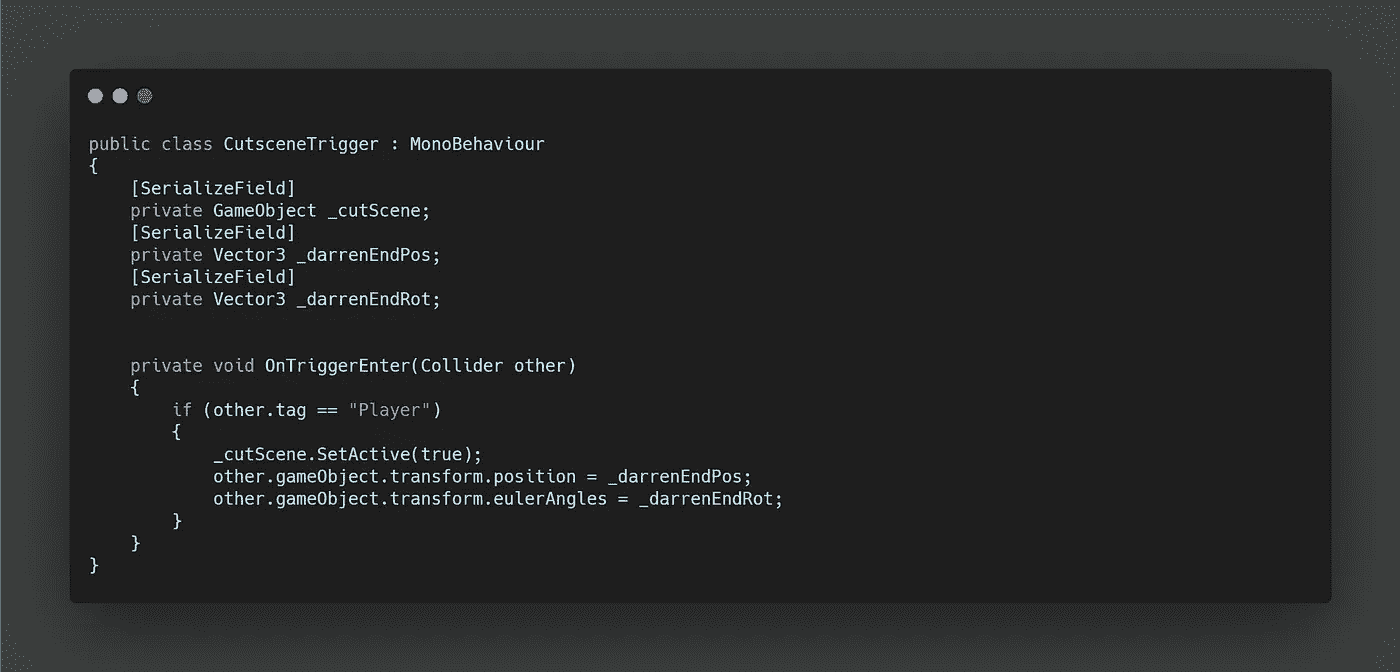 public class CutsceneTrigger : MonoBehaviour
{
    [SerializeField]
    private GameObject _cutScene;
    [SerializeField]
    private Vector3 _darrenEndPos;
    [SerializeField]
    private Vector3 _darrenEndRot;

    private void OnTriggerEnter(Collider other)
    {
        if (other.tag == "Player")
        {
            _cutScene.SetActive(true);
            other.gameObject.transform.position = _darrenEndPos;
            other.gameObject.transform.eulerAngles = _darrenEndRot;
        }
    }
}